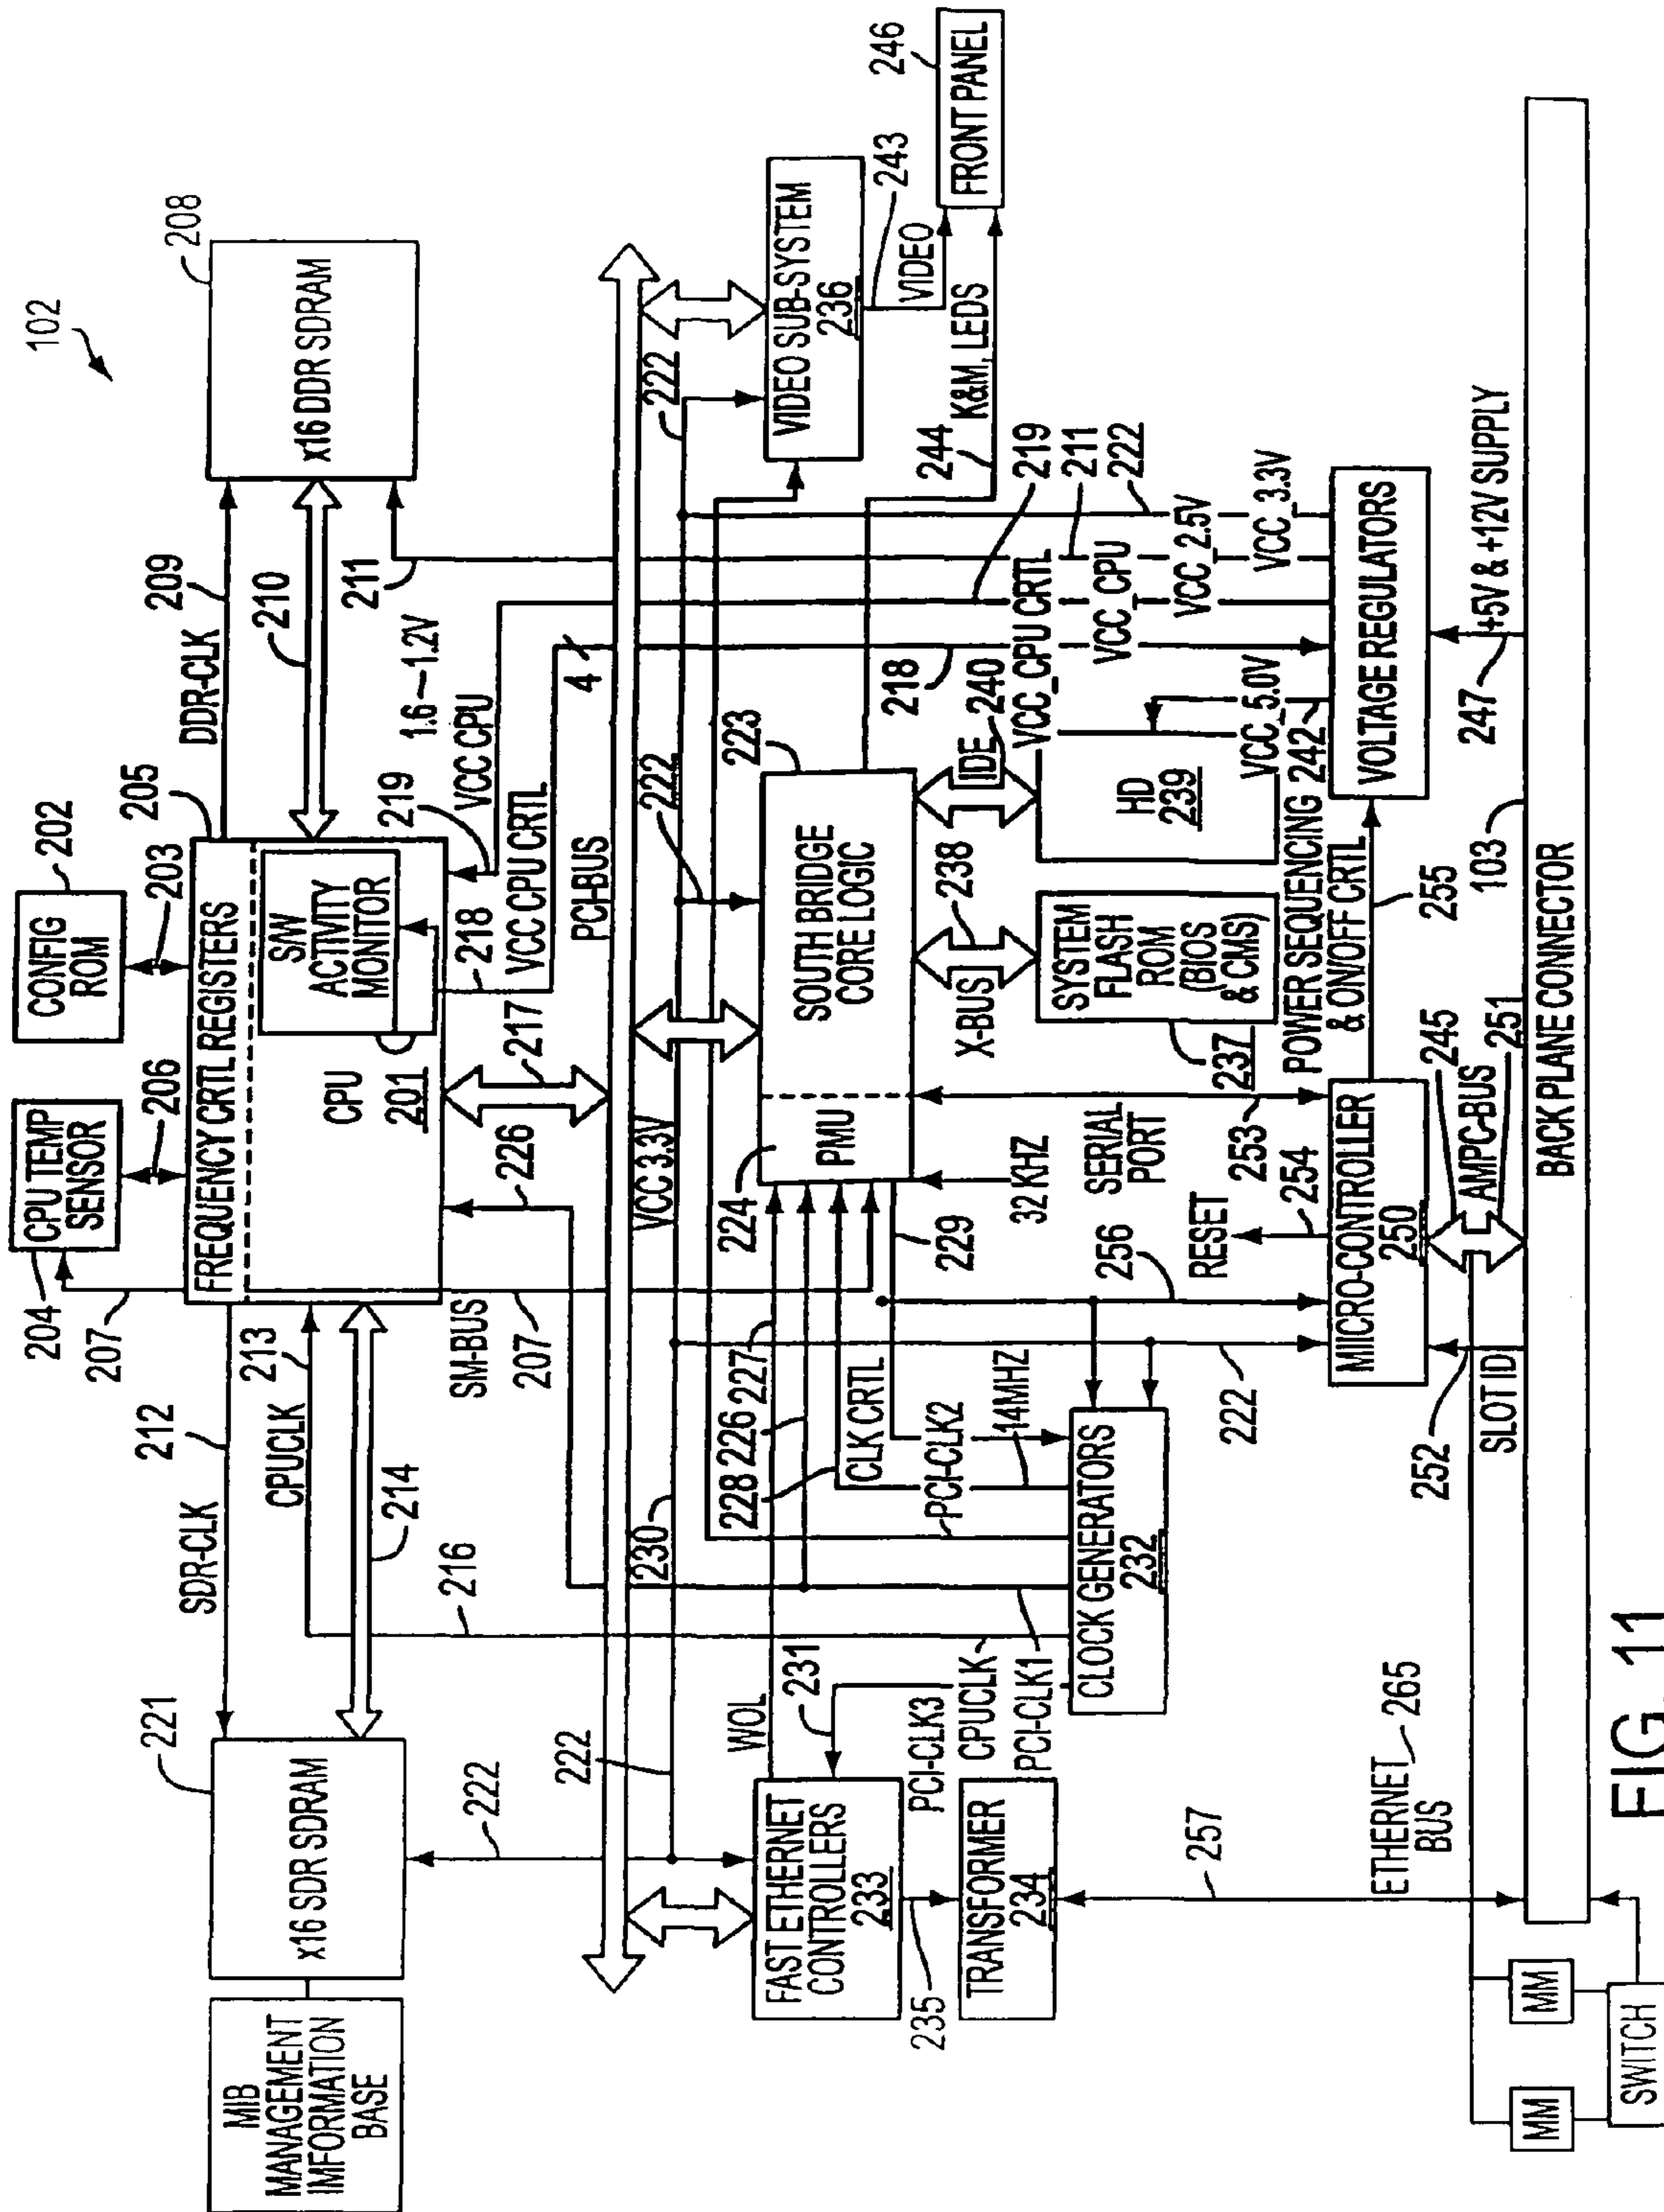 102
MIB
MANAGEMENT
IMFORMATION
BASE
221
x16 SDR SDRAM
222
SDR-CLK
212
CPUCLK
213
214
216
204
207
CPU TEMP
SENSOR
206
CONFIG
ROM
202
203
205
FREQUENCY CRTL REGISTERS
S/W
ACTIVITY
MONITOR
CPU
201
DDR-CLK
209
210
x16 DDR SDRAM
208
211
1.6 – 1.2V
VCC CPU
219
VCC CPU CRTL
218
217
226
SM-BUS
207
PCI-BUS
4
VCC 3.3V
222
230
222
222
222
WOL
227
226
228
CLK CRTL
PCI-CLK2
14MHZ
229
32 KHZ
224
PMU
SOUTH BRIDGE
CORE LOGIC
223
VIDEO SUB-SYSTEM
236
243
VIDEO
K&M, LEDS
244
FRONT PANEL
246
FAST ETHERNET
CONTROLLERS
233
231
PCI-CLK3
CPUCLK
PCI-CLK1
235
TRANSFORMER
234
CLOCK GENERATORS
232
X-BUS
238
IDE
240
SYSTEM
FLASH
ROM
(BIOS
& CMS)
237
HD
239
SERIAL
PORT
253
RESET
254
256
222
VCC_CPU CRTL
VCC_CPU
VCC_2.5V
VCC_3.3V
VCC_5.0V
242
218
219
211
222
MICRO-CONTROLLER
250
POWER SEQUENCING
& ON/OFF CRTL
255
VOLTAGE REGULATORS
247
+5V & +12V SUPPLY
SLOT ID
252
245
AMPC-BUS
251
103
257
ETHERNET
BUS
265
BACK PLANE CONNECTOR
MM
MM
SWITCH
FIG. 11